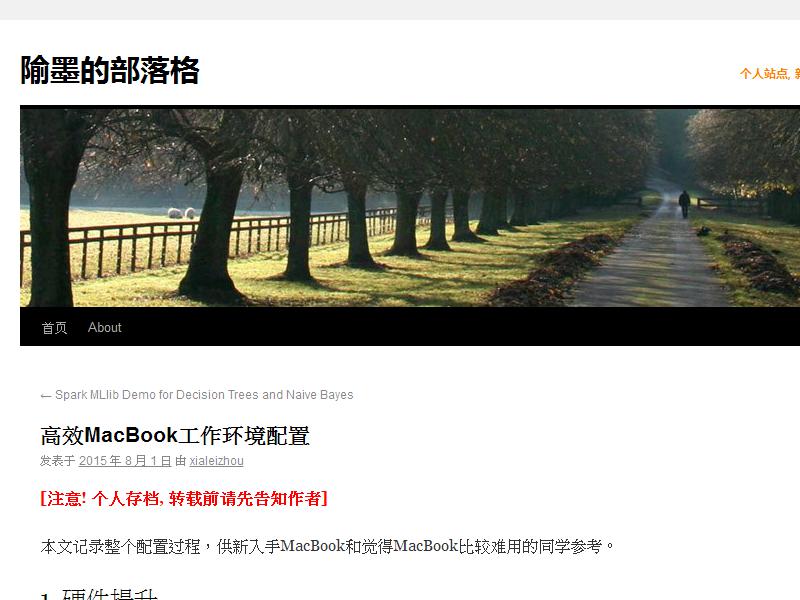 隃墨的部落格
个人站点,
首页 About
← Spark MLlib Demo for Decision Trees and Naive Bayes
高效MacBook工作环境配置
发表于 2015 年 8 月 1 日 由 xialeizhou
[注意! 个人存档, 转载前请先告知作者]
本文记录整个配置过程，供新入手MacBook和觉得MacBook比较难用的同学参考。
1. 硬件提升